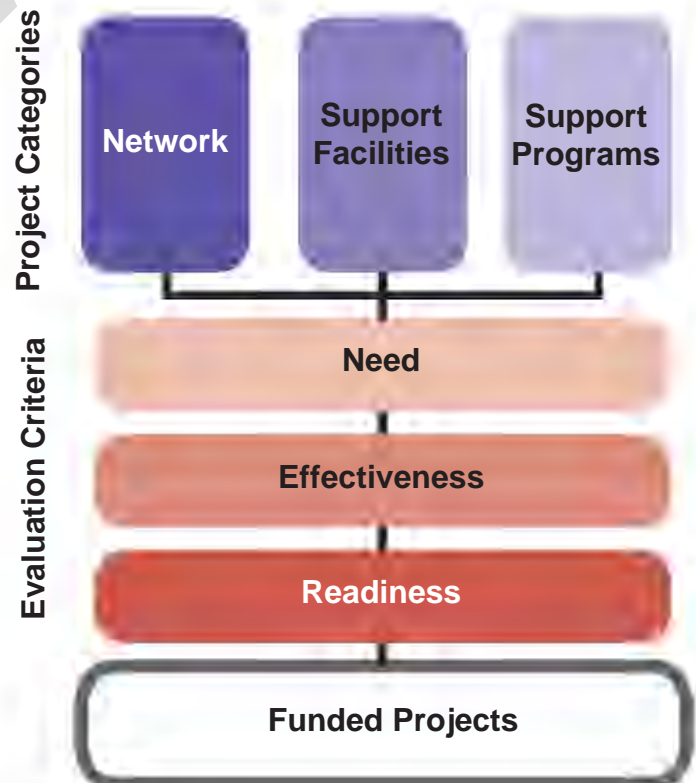 Project Categories
Network
Support
Facilities
Support
Programs
Evaluation Criteria
Need
Effectiveness
Readiness
Funded Projects